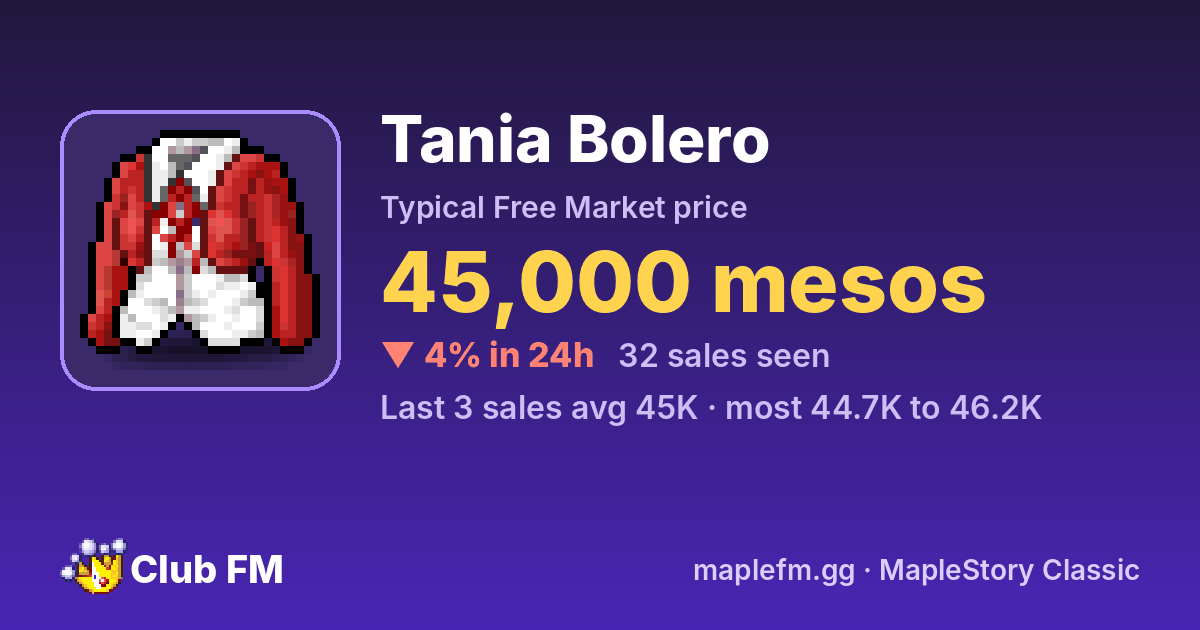 Tania Bolero
Typical Free Market price
45,000 mesos
▼ 4% in 24h 32 sales seen
Last 3 sales avg 45K · most 44.7K to 46.2K
Club FM
maplefm.gg · MapleStory Classic